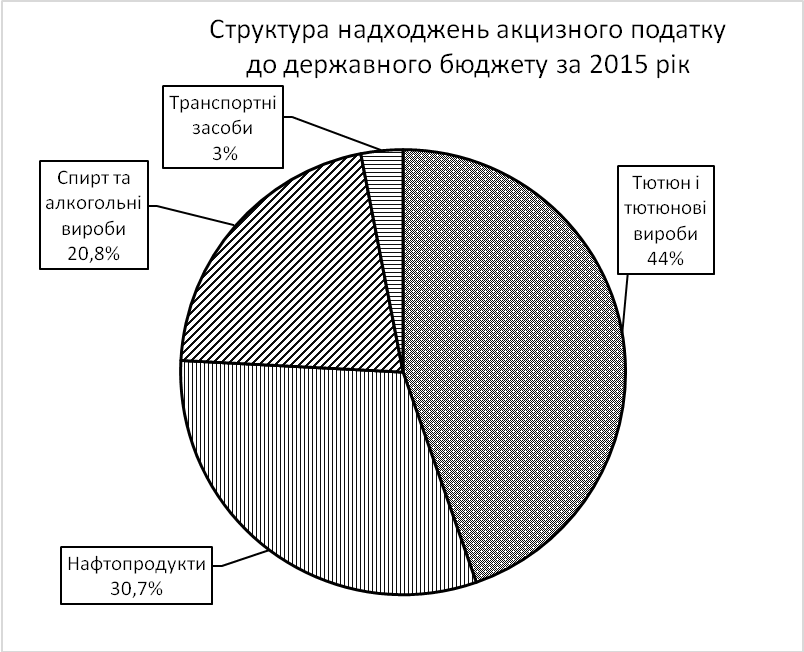 Структура надходжень акцизного податку
до державного бюджету за 2015 рік
Транспортні
засоби
3%
Спирт та
алкогольні
вироби
20,8%
Тютюн і
тютюнові
вироби
44%
Нафтопродукти
30,7%